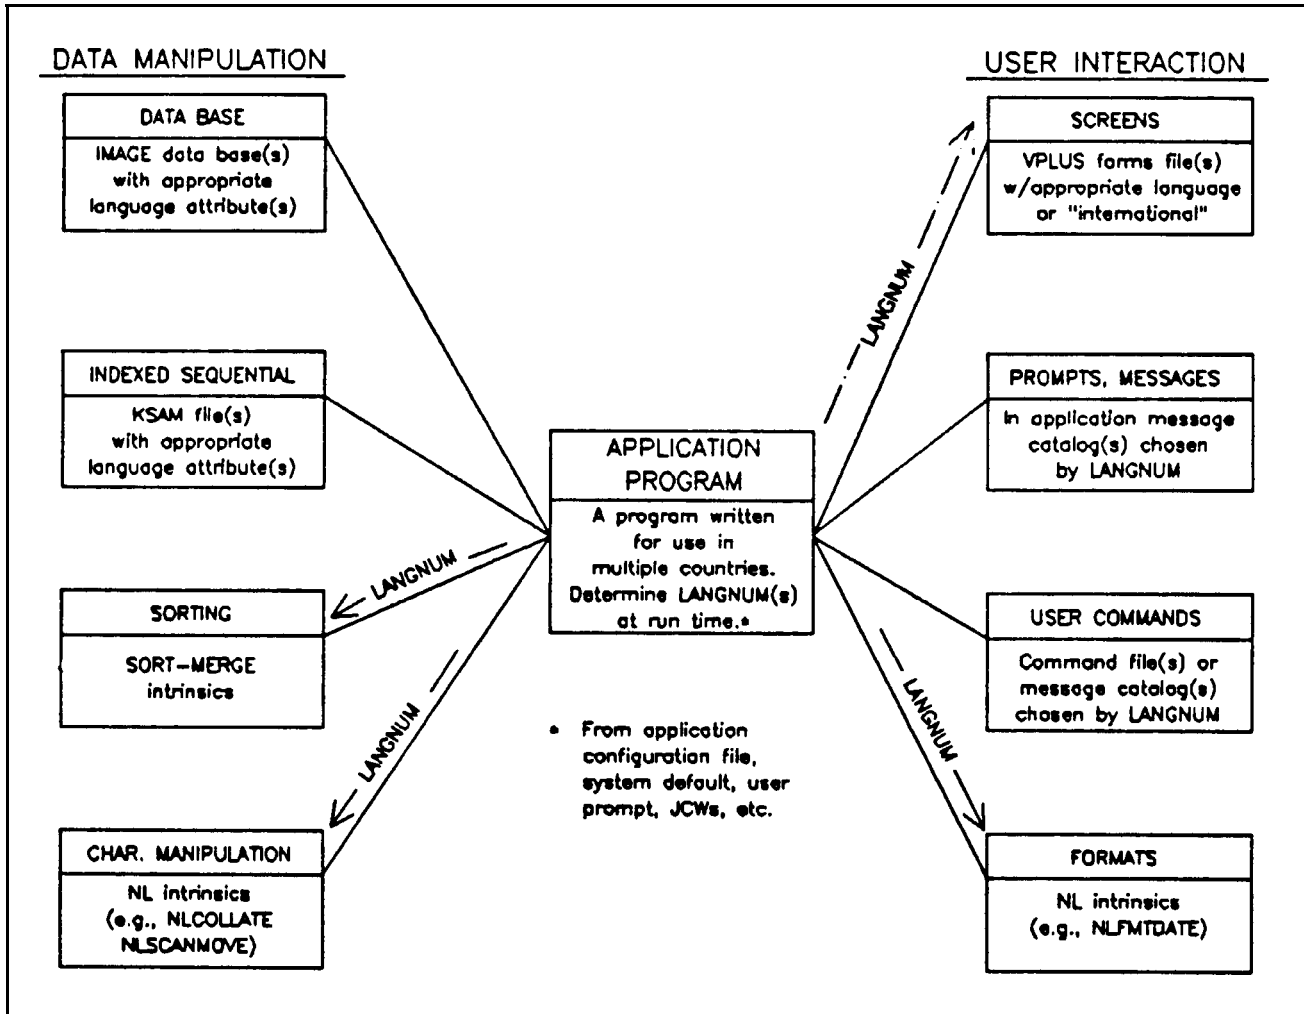 DATA MANIPULATION
DATA BASE
IMAGE data base(s)
with appropriate
language attribute(s)
INDEXED SEQUENTIAL
KSAM file(s)
with appropriate
language attribute(s)
LANGNUM
SORTING
SORT-MERGE
intrinsics
LANGNUM
CHAR. MANIPULATION
NL intrinsics
(e.g., NLCOLLATE
NLSCANMOVE)
APPLICATION
PROGRAM
A program written
for use in
multiple countries.
Determine LANGNUM(s)
at run time.*
* From application
configuration file,
system default, user
prompt, JCWs, etc.
USER INTERACTION
SCREENS
VPLUS forms file(s)
w/appropriate language
or "international"
LANGNUM
PROMPTS, MESSAGES
In application message
catalog(s) chosen
by LANGNUM
USER COMMANDS
Command file(s) or
message catalog(s)
chosen by LANGNUM
LANGNUM
FORMATS
NL intrinsics
(e.g., NLFMTDATE)